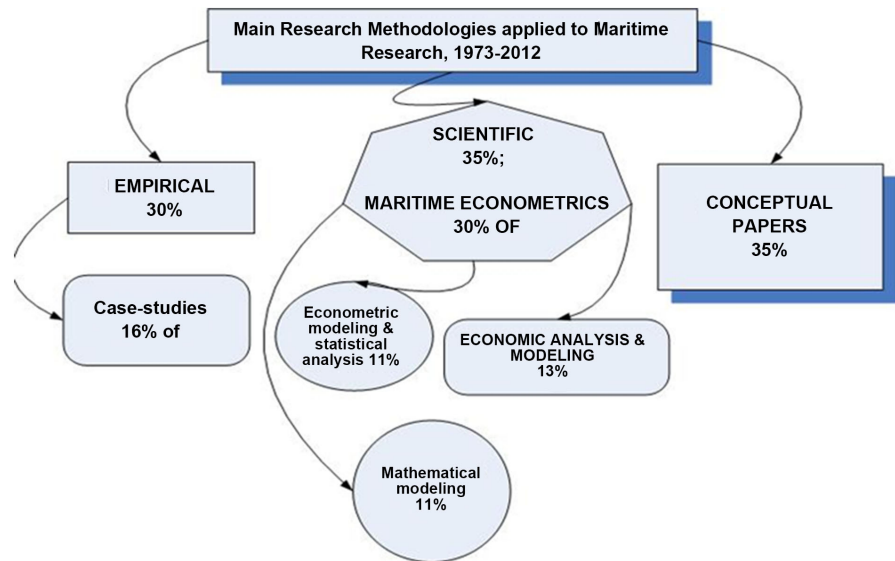 Main Research Methodologies applied to Maritime
Research, 1973-2012
SCIENTIFIC
35%;
MARITIME ECONOMETRICS
30% OF
EMPIRICAL
30%
CONCEPTUAL
PAPERS
35%
Case-studies
16% of
Econometric
modeling &
statistical
analysis 11%
ECONOMIC ANALYSIS &
MODELING
13%
Mathematical
modeling
11%